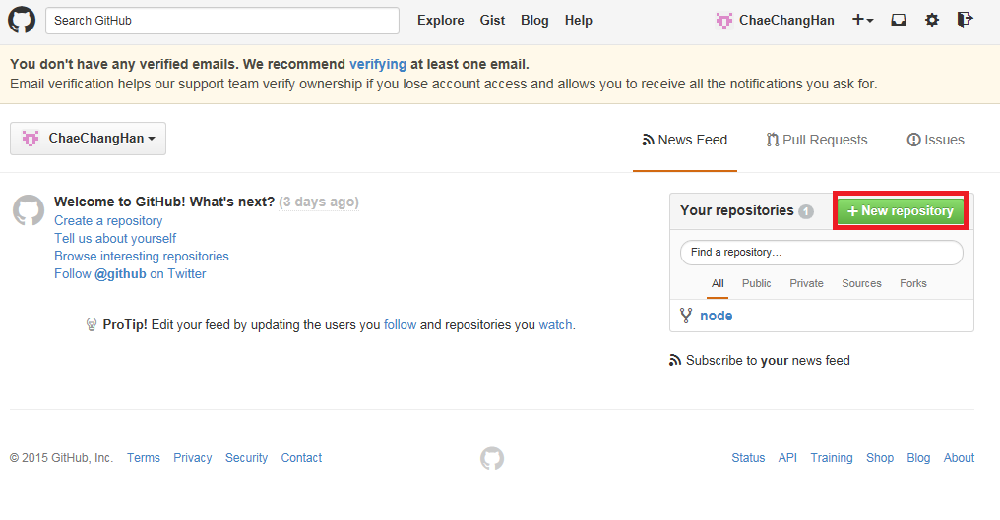 Search GitHub Explore Gist Blog Help ChaeChangHan
You don't have any verified emails. We recommend verifying at least one email.
Email verification helps our support team verify ownership if you lose account access and allows you to receive all the notifications you ask for.
ChaeChangHan News Feed Pull Requests Issues
Welcome to GitHub! What's next? (3 days ago)
Create a repository
Tell us about yourself
Browse interesting repositories
Follow @github on Twitter
ProTip! Edit your feed by updating the users you follow and repositories you watch.
Your repositories 1 + New repository
Find a repository...
All Public Private Sources Forks
node
Subscribe to your news feed
© 2015 GitHub, Inc. Terms Privacy Security Contact Status API Training Shop Blog About